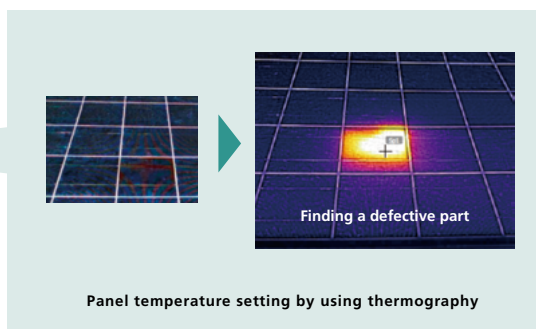 Finding a defective part
Panel temperature setting by using thermography